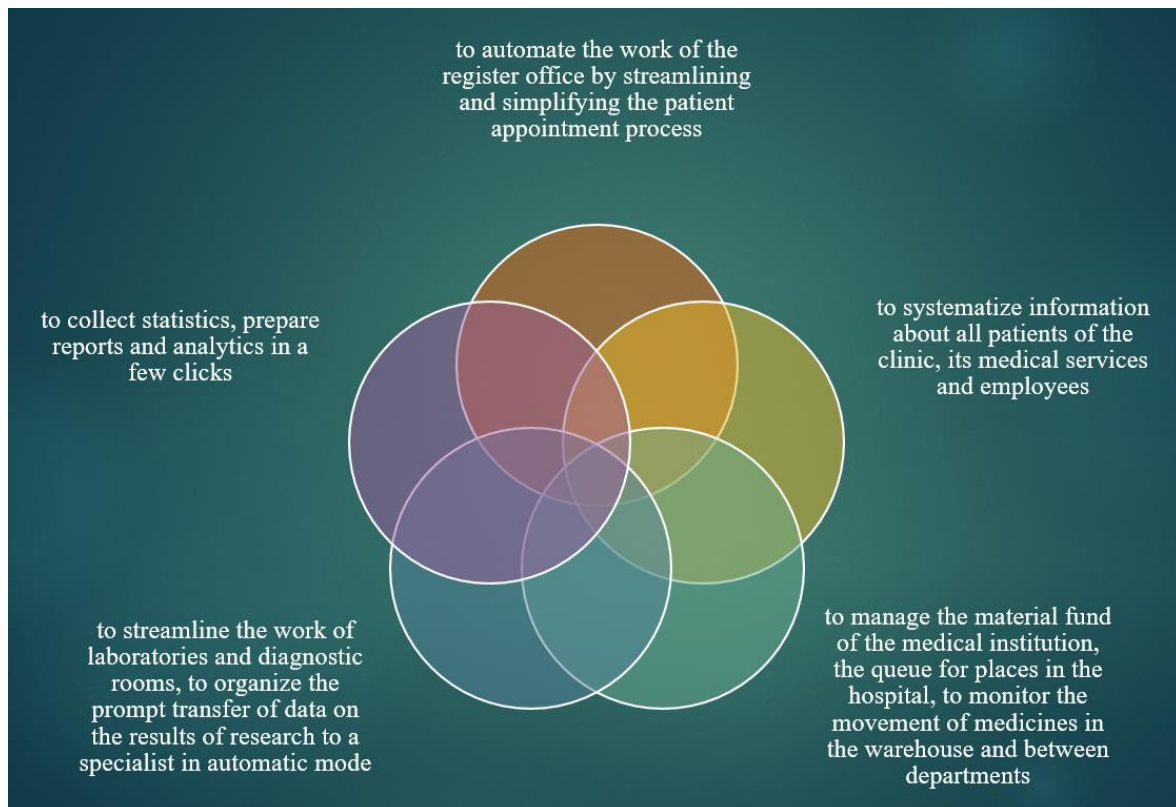 to automate the work of the
register office by streamlining
and simplifying the patient
appointment process
to collect statistics, prepare
reports and analytics in a
few clicks
to systematize information
about all patients of the
clinic, its medical services
and employees
to streamline the work of
laboratories and diagnostic
rooms, to organize the
prompt transfer of data on
the results of research to a
specialist in automatic mode
to manage the material fund
of the medical institution,
the queue for places in the
hospital, to monitor the
movement of medicines in
the warehouse and between
departments